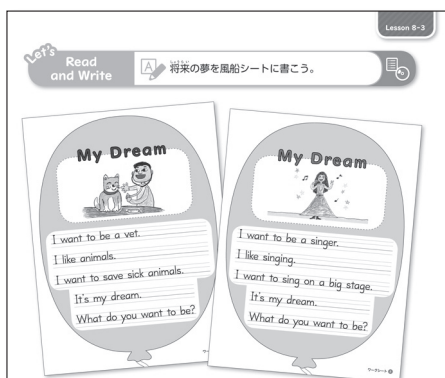 Lesson 8-3
Let's
Read
and Write
A
将来の夢を風船シートに書こう。
My Dream
I want to be a vet.
I like animals.
I want to save sick animals.
It's my dream.
What do you want to be?
My Dream
I want to be a singer.
I like singing.
I want to sing on a big stage.
It's my dream.
What do you want to be?